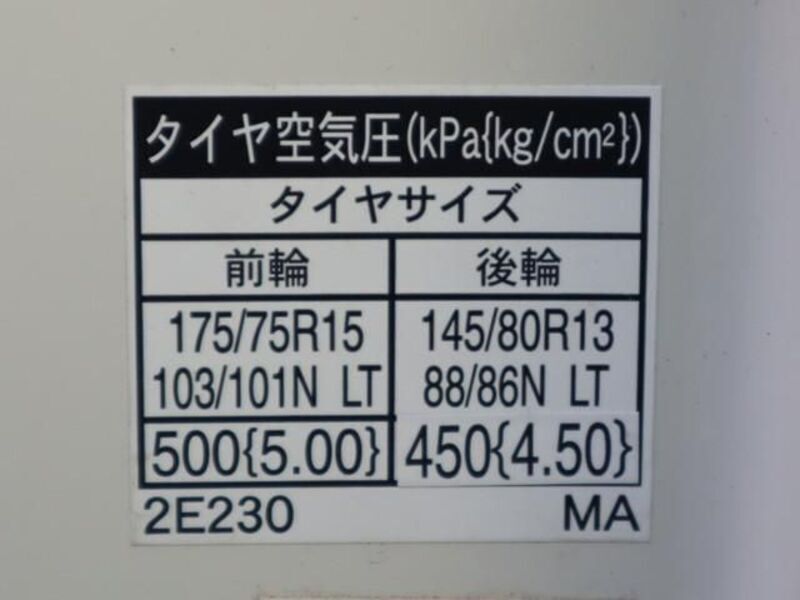 タイヤ空気圧(kPa{kg/cm²})
タイヤサイズ
前輪 後輪
175/75R15 145/80R13
103/101N LT 88/86N LT
500{5.00} 450{4.50}
2E230 MA